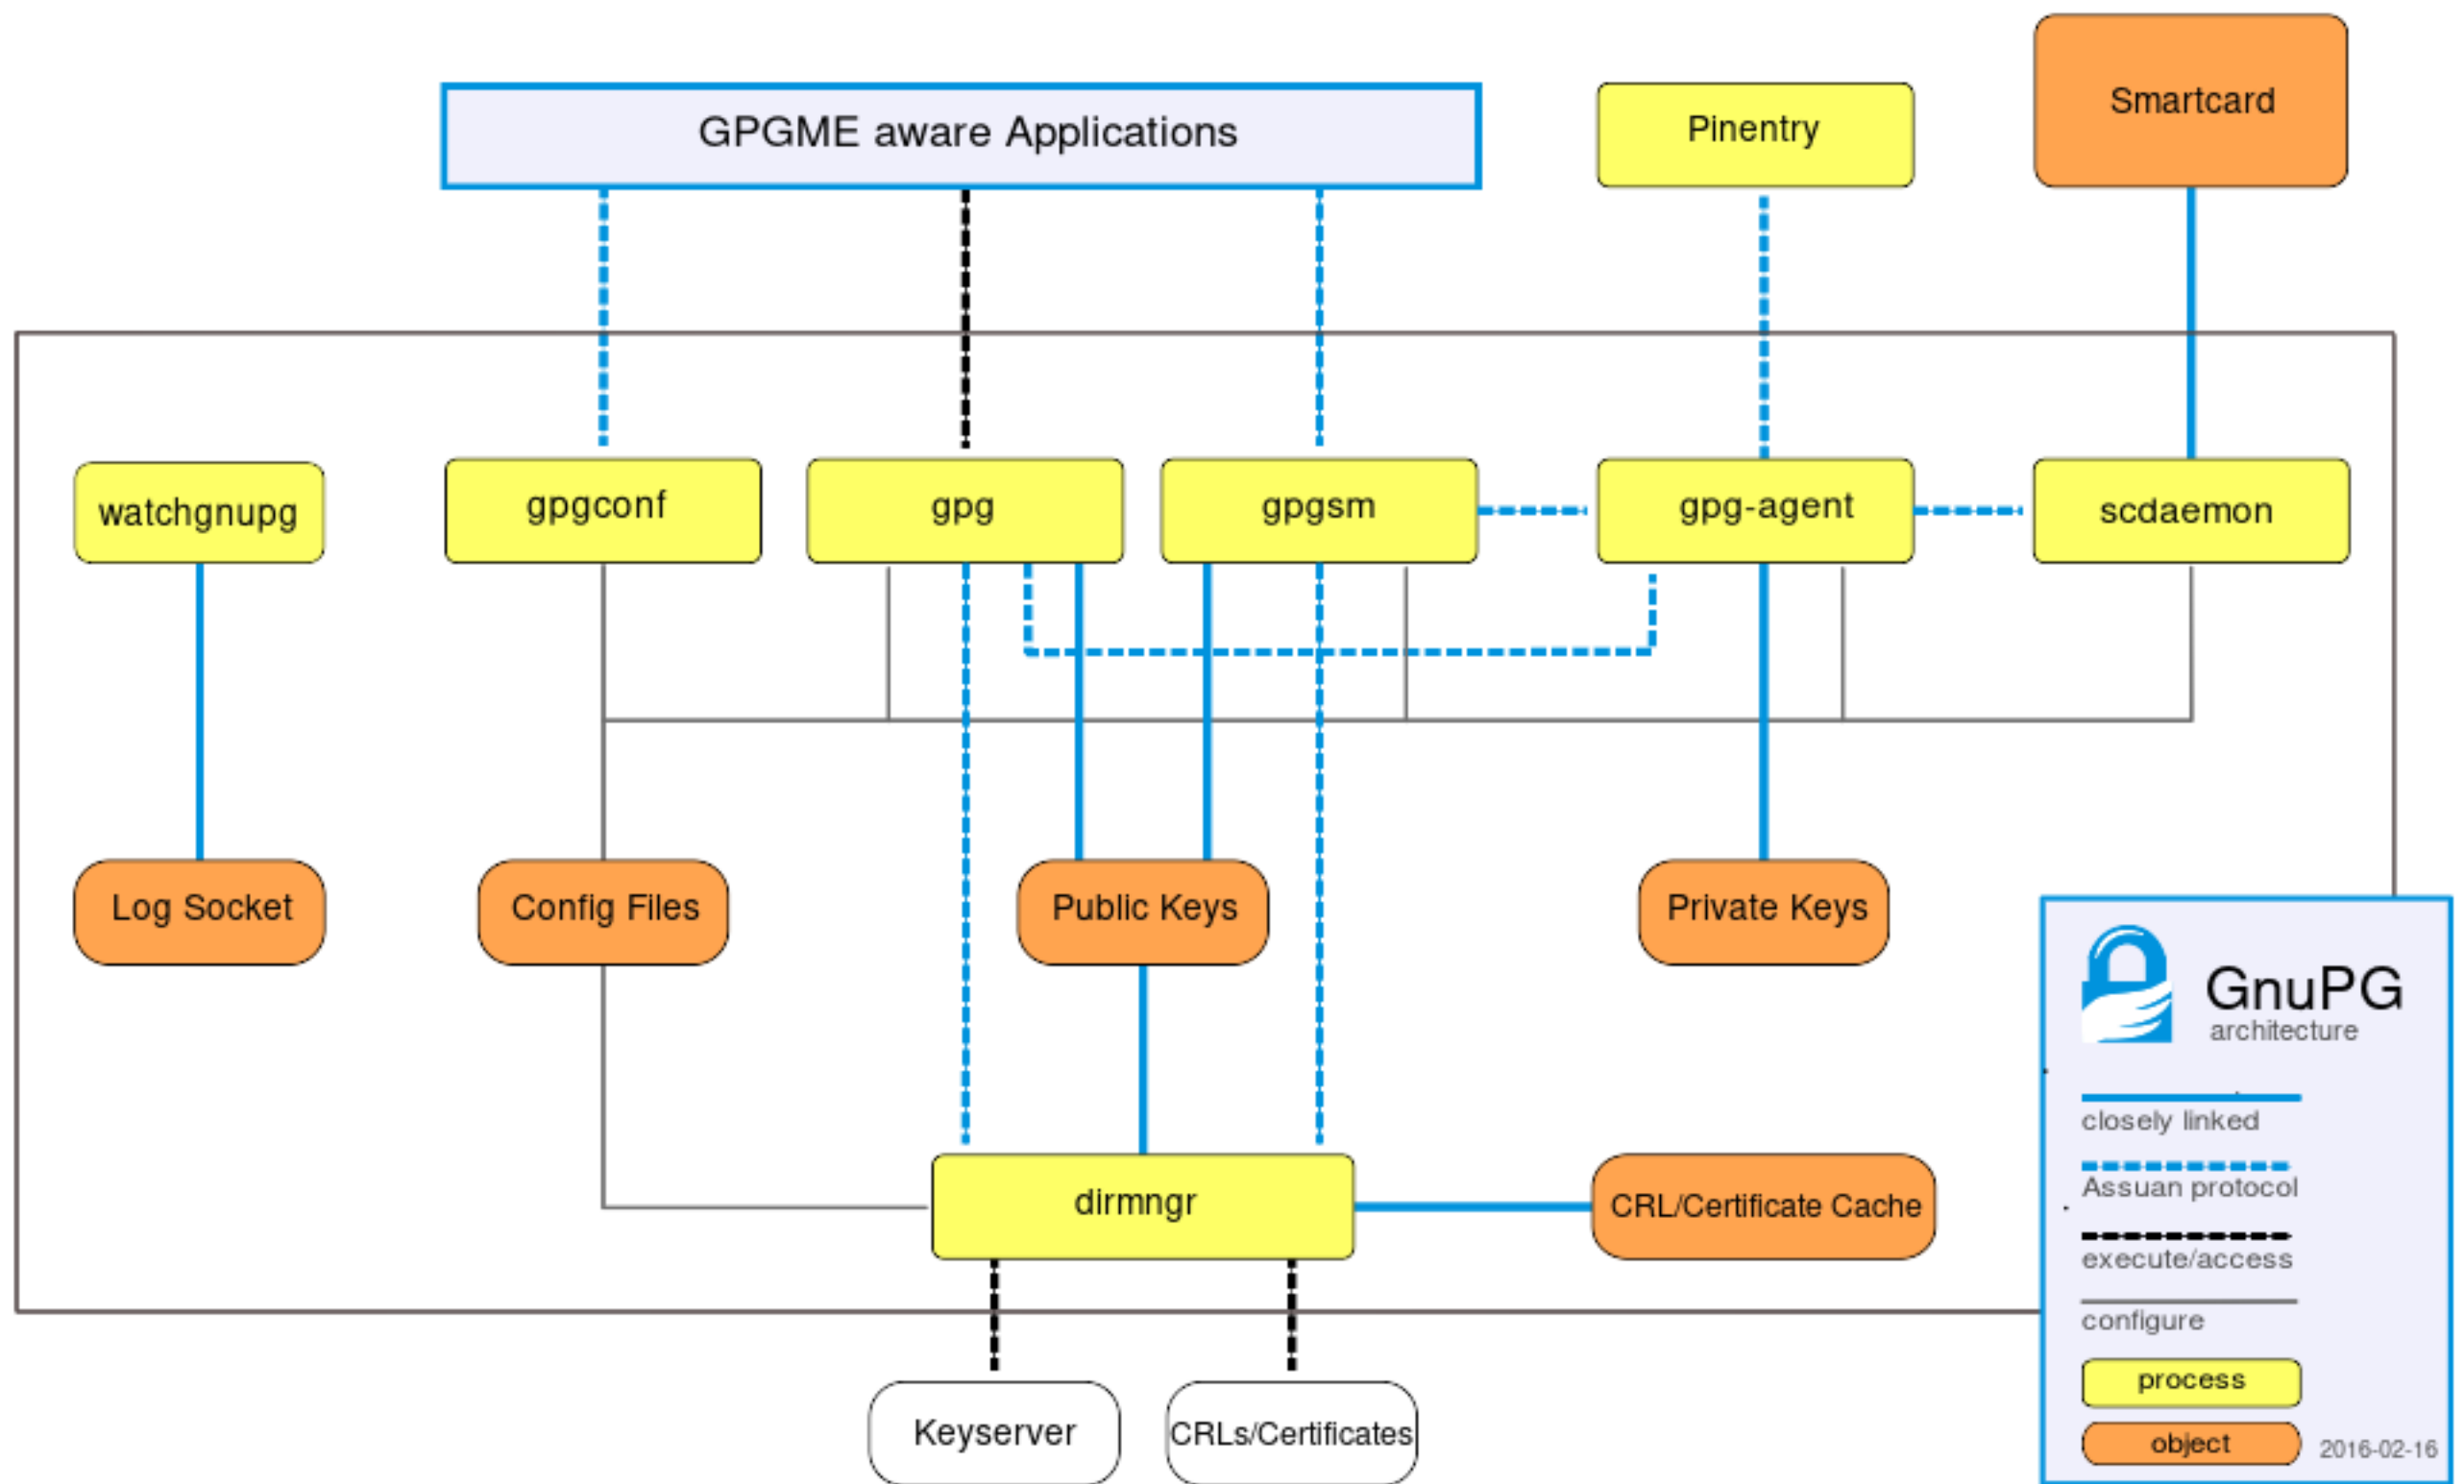 GPGME aware Applications
Pinentry
Smartcard
watchgnupg
gpgconf
gpg
gpgsm
gpg-agent
scdaemon
Log Socket
Config Files
Public Keys
Private Keys
dirmngr
CRL/Certificate Cache
Keyserver
CRLs/Certificates
GnuPG
architecture
closely linked
Assuan protocol
execute/access
configure
process
object
2016-02-16